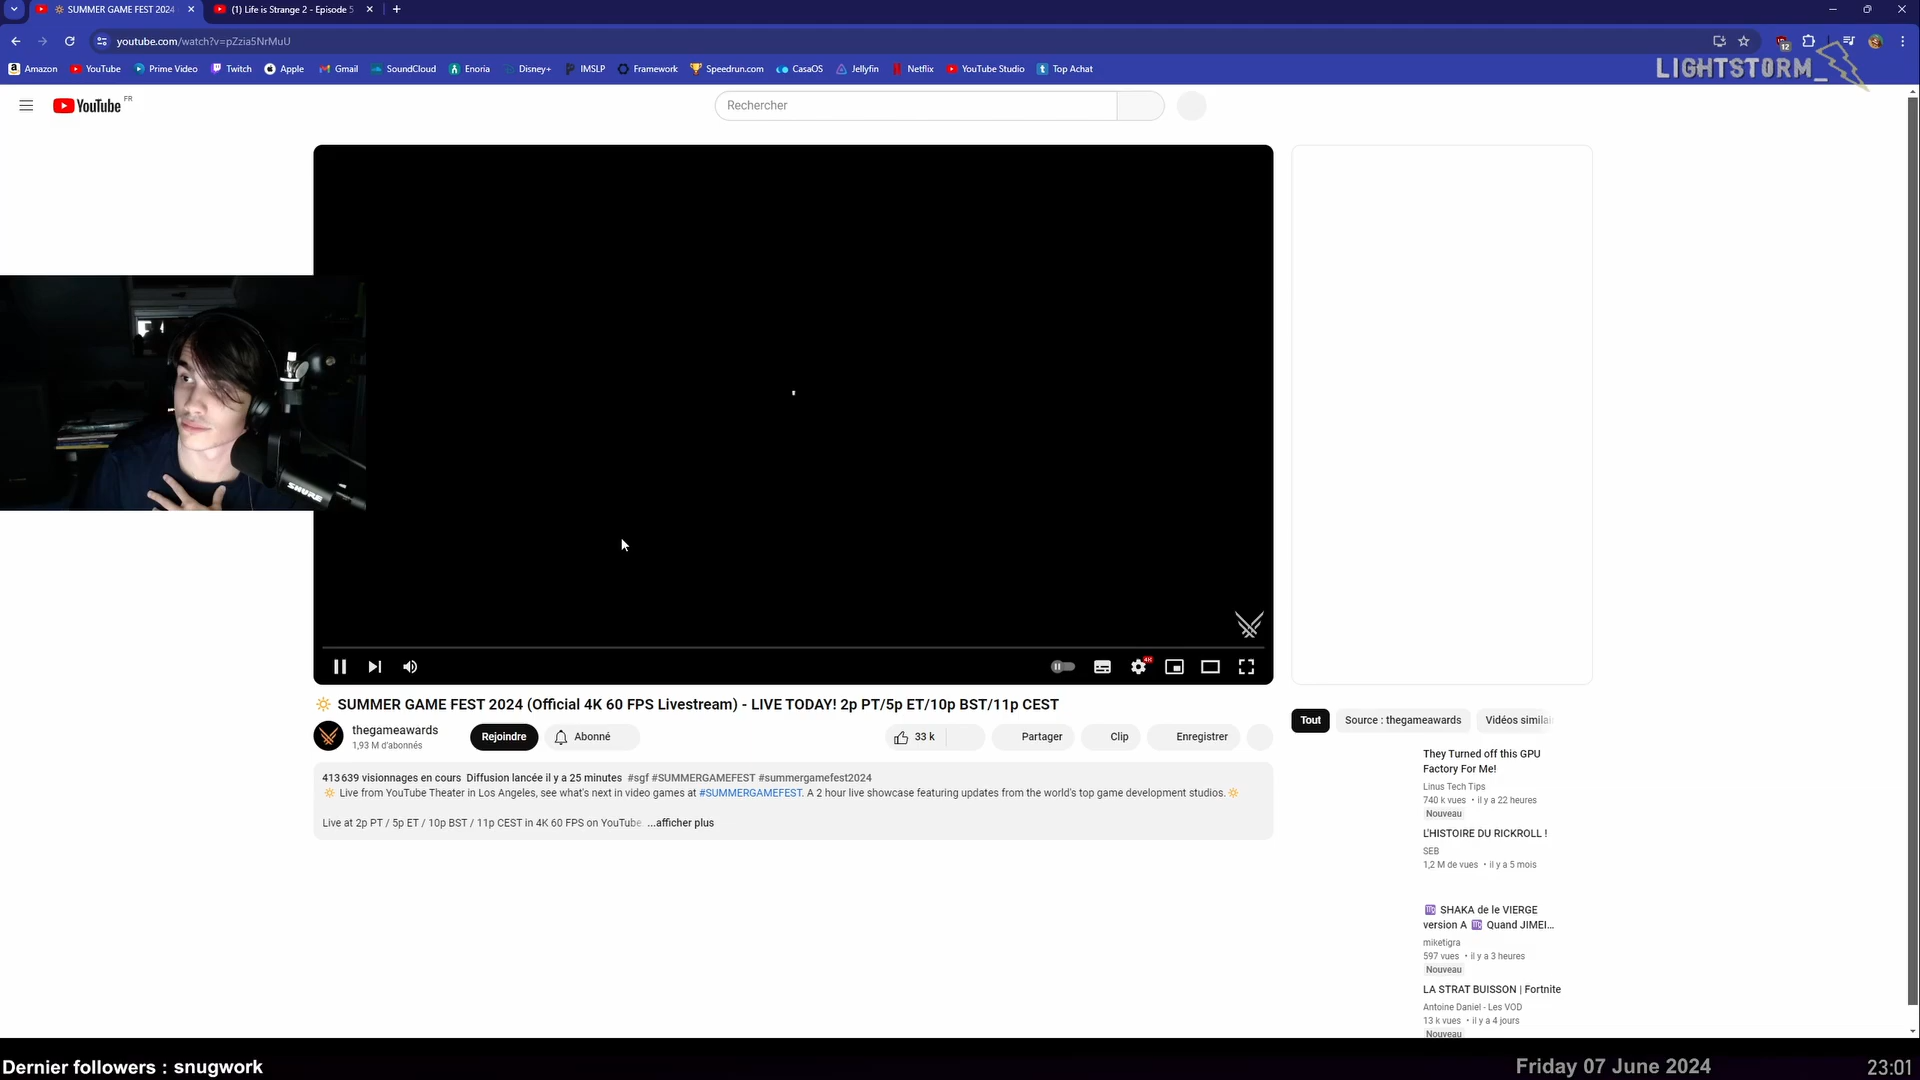 SUMMER GAME FEST 2024
(1) Life is Strange 2 - Episode 5
youtube.com/watch?v=pZzia5NrMuU
12
Amazon
YouTube
Prime Video
Twitch
Apple
Gmail
SoundCloud
Enoria
Disney+
IMSLP
Framework
Speedrun.com
CasaOS
Jellyfin
Netflix
YouTube Studio
Top Achat
LIGHTSTORM_
YouTube FR
Rechercher
SHURE
4K
🔆 SUMMER GAME FEST 2024 (Official 4K 60 FPS Livestream) - LIVE TODAY! 2p PT/5p ET/10p BST/11p CEST
thegameawards
1,93 M d'abonnés
Rejoindre
Abonné
33 k
Partager
Clip
Enregistrer
413 639 visionnages en cours Diffusion lancée il y a 25 minutes #sgf #SUMMERGAMEFEST #summergamefest2024
🔆 Live from YouTube Theater in Los Angeles, see what's next in video games at #SUMMERGAMEFEST. A 2 hour live showcase featuring updates from the world's top game development studios. 🔆
Live at 2p PT / 5p ET / 10p BST / 11p CEST in 4K 60 FPS on YouTube ...afficher plus
Tout
Source : thegameawards
Vidéos similai
They Turned off this GPU
Factory For Me!
Linus Tech Tips
740 k vues • il y a 22 heures
Nouveau
L'HISTOIRE DU RICKROLL !
SEB
1,2 M de vues • il y a 5 mois
♍ SHAKA de le VIERGE
version A ♍ Quand JIMEI...
miketigra
597 vues • il y a 3 heures
Nouveau
LA STRAT BUISSON | Fortnite
Antoine Daniel - Les VOD
13 k vues • il y a 4 jours
Nouveau
Dernier followers : snugwork
Friday 07 June 2024
23:01